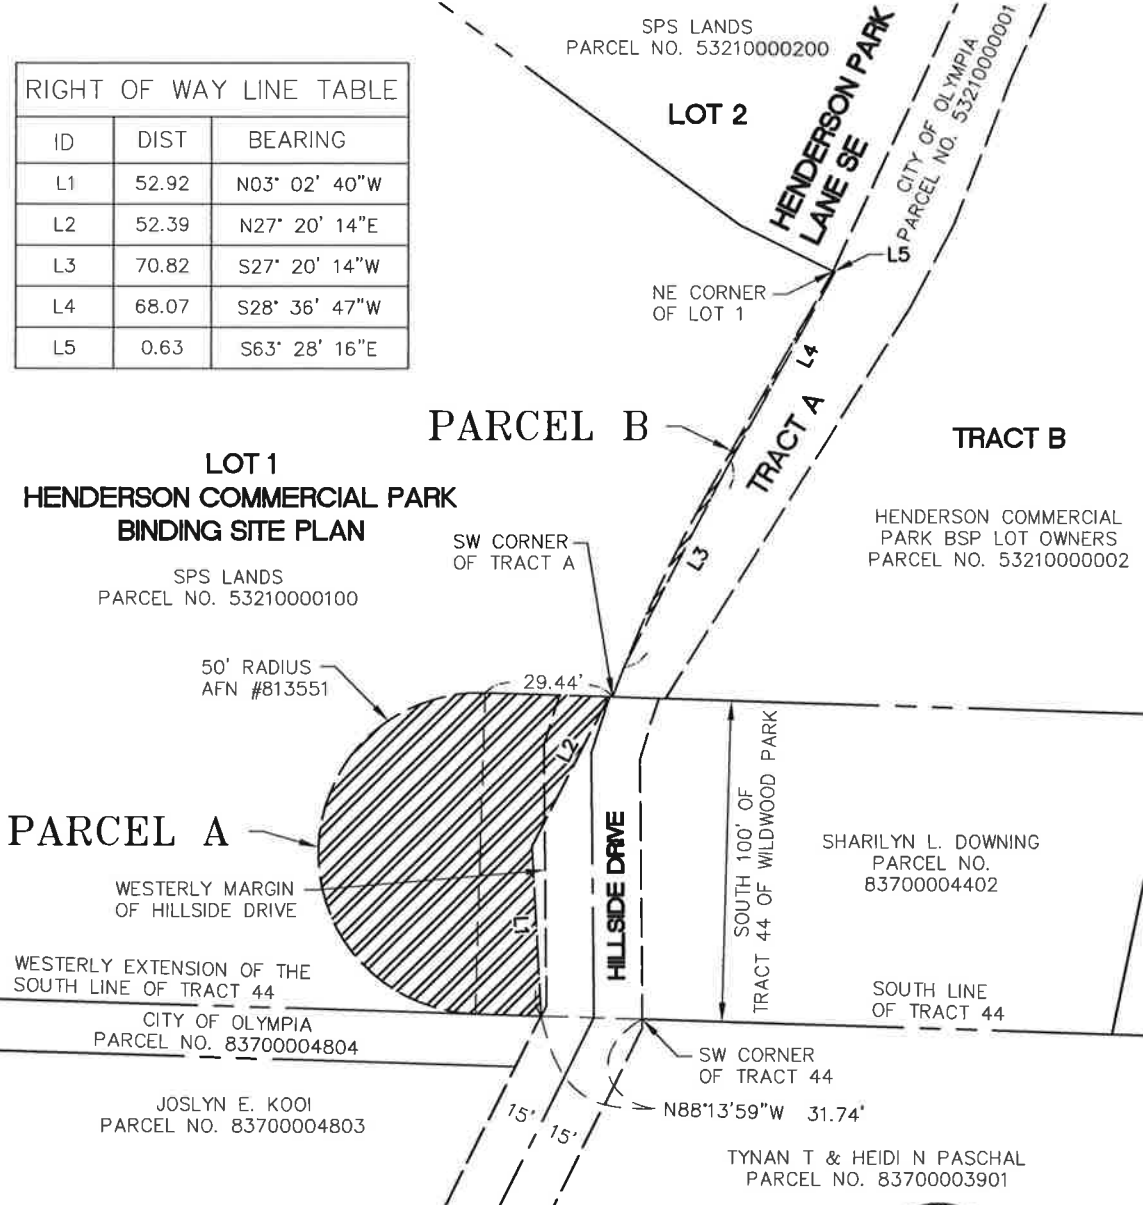 SPS LANDS
PARCEL NO. 53210000200
LOT 2
HENDERSON PARK
LANE SE
CITY OF OLYMPIA
PARCEL NO. 53210000001
RIGHT OF WAY LINE TABLE
ID DIST BEARING
L1 52.92 N03° 02' 40"W
L2 52.39 N27° 20' 14"E
L3 70.82 S27° 20' 14"W
L4 68.07 S28° 36' 47"W
L5 0.63 S63° 28' 16"E
L5
NE CORNER
OF LOT 1
L4
PARCEL B
TRACT A
TRACT B
LOT 1
HENDERSON COMMERCIAL PARK
BINDING SITE PLAN
SPS LANDS
PARCEL NO. 53210000100
SW CORNER
OF TRACT A
HENDERSON COMMERCIAL
PARK BSP LOT OWNERS
PARCEL NO. 53210000002
L3
50' RADIUS
AFN #813551
29.44'
L2
PARCEL A
WESTERLY MARGIN
OF HILLSIDE DRIVE
L1
HILLSIDE DRIVE
SOUTH 100' OF
TRACT 44 OF WILDWOOD PARK
SHARILYN L. DOWNING
PARCEL NO.
83700004402
WESTERLY EXTENSION OF THE
SOUTH LINE OF TRACT 44
SOUTH LINE
OF TRACT 44
CITY OF OLYMPIA
PARCEL NO. 83700004804
SW CORNER
OF TRACT 44
JOSLYN E. KOOI
PARCEL NO. 83700004803
15'
15'
N88°13'59"W 31.74'
TYNAN T & HEIDI N PASCHAL
PARCEL NO. 83700003901